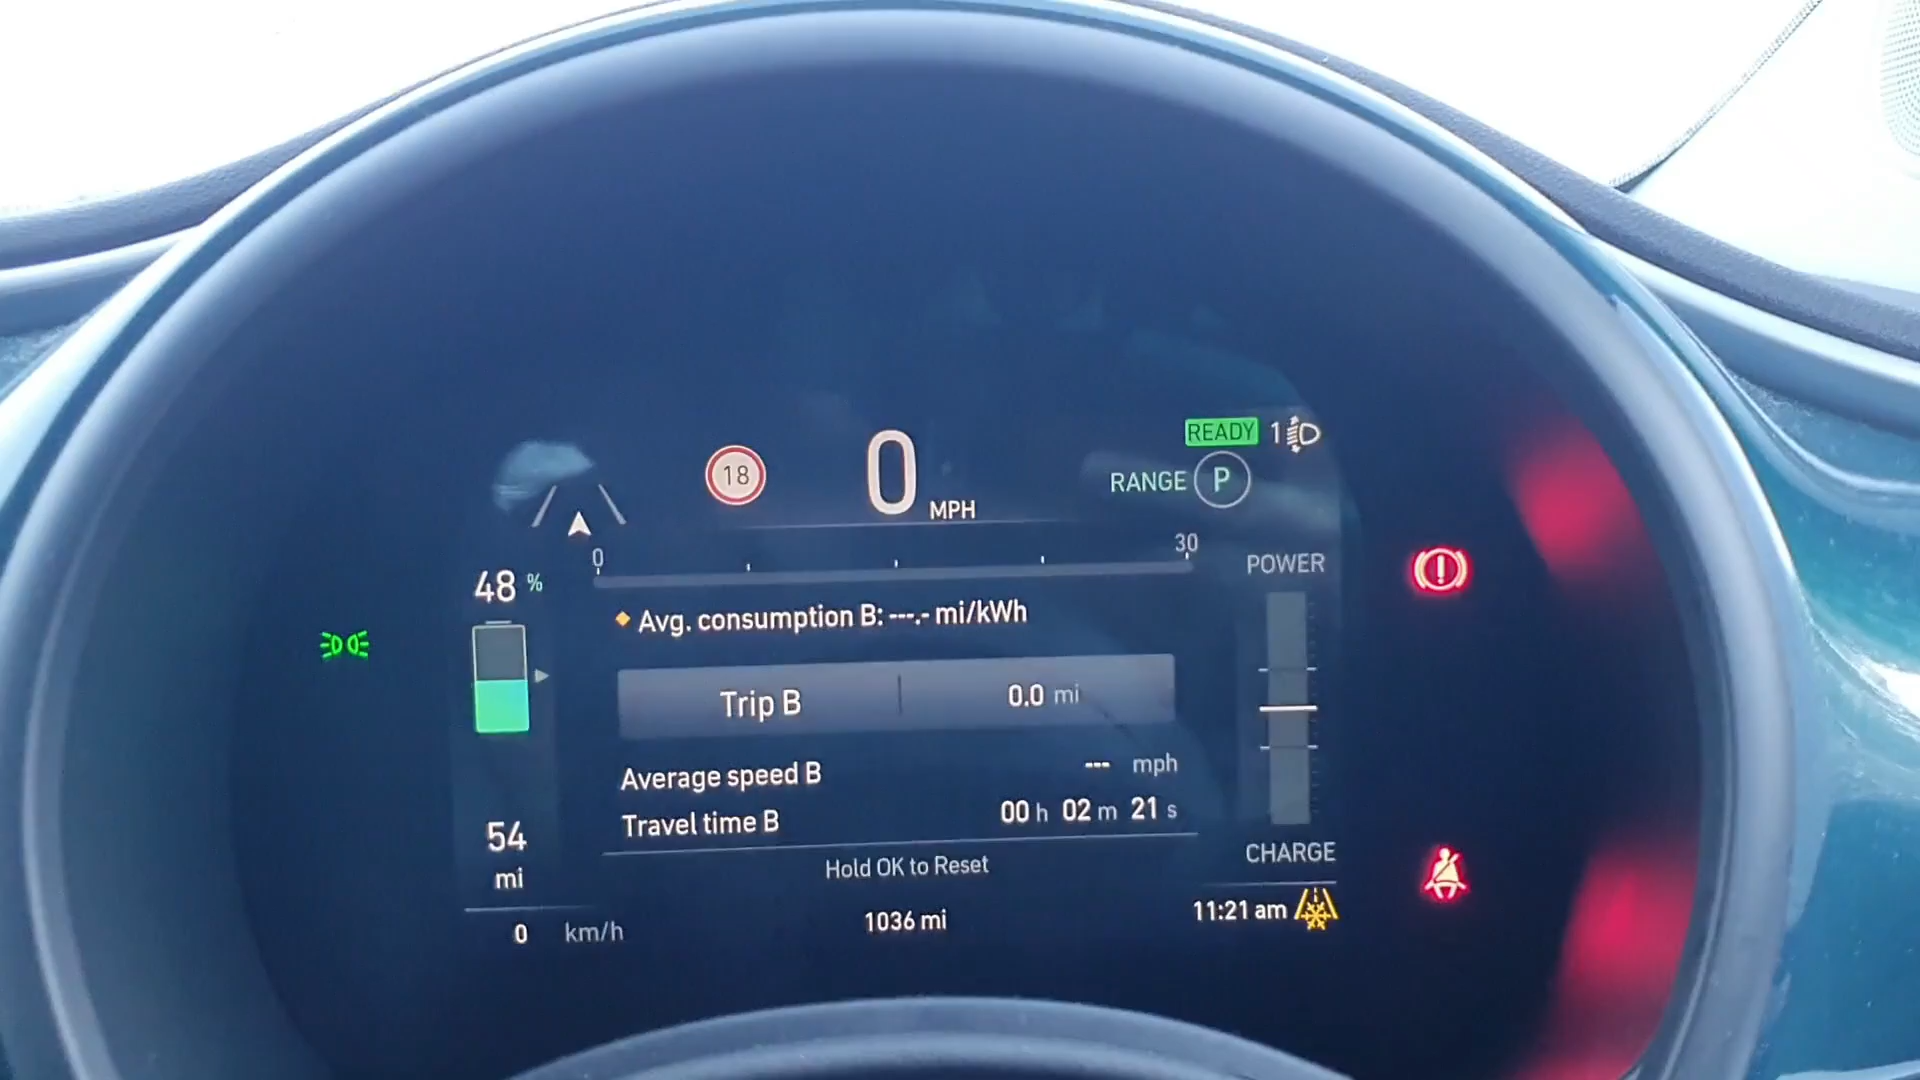 READY 1
18
0 MPH
RANGE P
0 30
48 %
POWER
Avg. consumption B: ---.- mi/kWh
Trip B 0.0 mi
Average speed B --- mph
Travel time B 00 h 02 m 21 s
54
mi
CHARGE
Hold OK to Reset
0 km/h
1036 mi
11:21 am